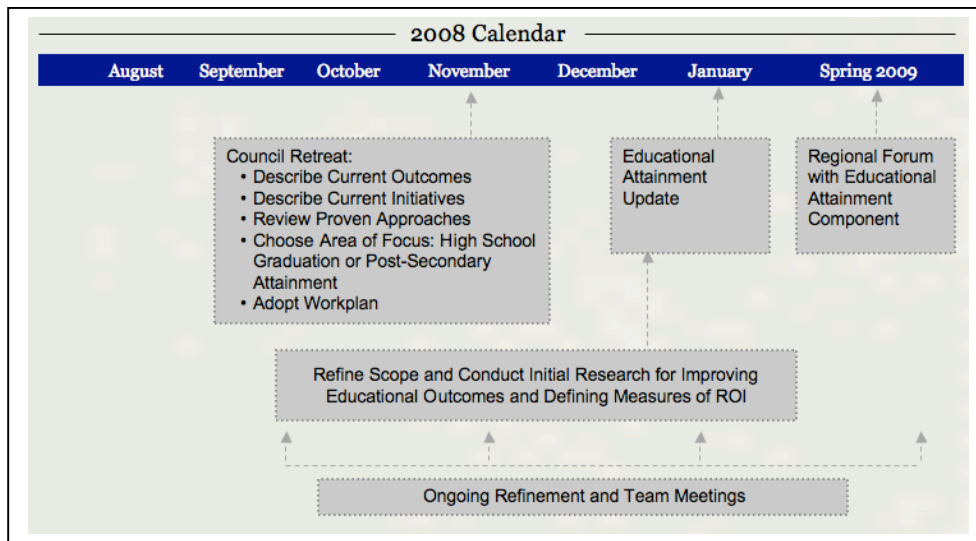 2008 Calendar
August September October November December January Spring 2009
Council Retreat:
• Describe Current Outcomes
• Describe Current Initiatives
• Review Proven Approaches
• Choose Area of Focus: High School
Graduation or Post-Secondary
Attainment
• Adopt Workplan
Educational
Attainment
Update
Regional Forum
with Educational
Attainment
Component
Refine Scope and Conduct Initial Research for Improving
Educational Outcomes and Defining Measures of ROI
Ongoing Refinement and Team Meetings